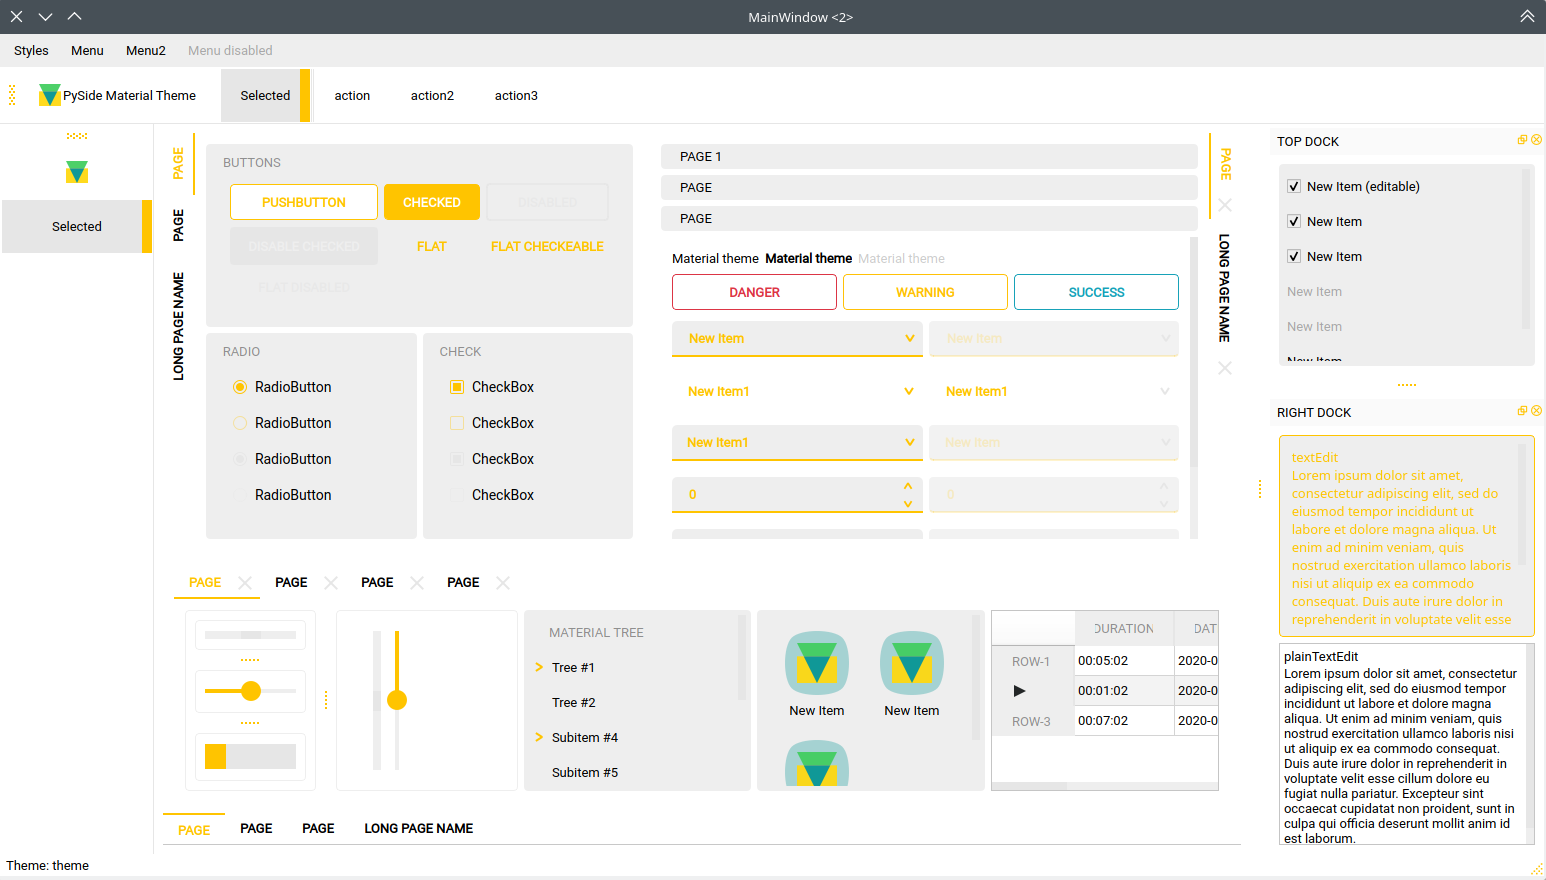 MainWindow <2>
Styles Menu Menu2 Menu disabled
PySide Material Theme Selected action action2 action3
Selected
PAGE
PAGE
LONG PAGE NAME
BUTTONS
PUSHBUTTON CHECKED DISABLED
DISABLE CHECKED FLAT FLAT CHECKEABLE
FLAT DISABLED
RADIO
RadioButton
RadioButton
RadioButton
RadioButton
CHECK
CheckBox
CheckBox
CheckBox
CheckBox
PAGE 1
PAGE
PAGE
Material theme Material theme Material theme
DANGER WARNING SUCCESS
New Item New Item
New Item1 New Item1
New Item1 New Item
0 0
PAGE
LONG PAGE NAME
TOP DOCK
New Item (editable)
New Item
New Item
New Item
New Item
New Item
RIGHT DOCK
textEdit
Lorem ipsum dolor sit amet,
consectetur adipiscing elit, sed do
eiusmod tempor incididunt ut
labore et dolore magna aliqua. Ut
enim ad minim veniam, quis
nostrud exercitation ullamco laboris
nisi ut aliquip ex ea commodo
consequat. Duis aute irure dolor in
reprehenderit in voluptate velit esse
plainTextEdit
Lorem ipsum dolor sit amet, consectetur
adipiscing elit, sed do eiusmod tempor
incididunt ut labore et dolore magna
aliqua. Ut enim ad minim veniam, quis
nostrud exercitation ullamco laboris nisi
ut aliquip ex ea commodo consequat.
Duis aute irure dolor in reprehenderit in
voluptate velit esse cillum dolore eu
fugiat nulla pariatur. Excepteur sint
occaecat cupidatat non proident, sunt in
culpa qui officia deserunt mollit anim id
est laborum.
PAGE PAGE PAGE PAGE
MATERIAL TREE
Tree #1
Tree #2
Subitem #4
Subitem #5
New Item New Item
DURATION DAT
ROW-1 00:05:02 2020-0
00:01:02 2020-0
ROW-3 00:07:02 2020-0
PAGE PAGE PAGE LONG PAGE NAME
Theme: theme